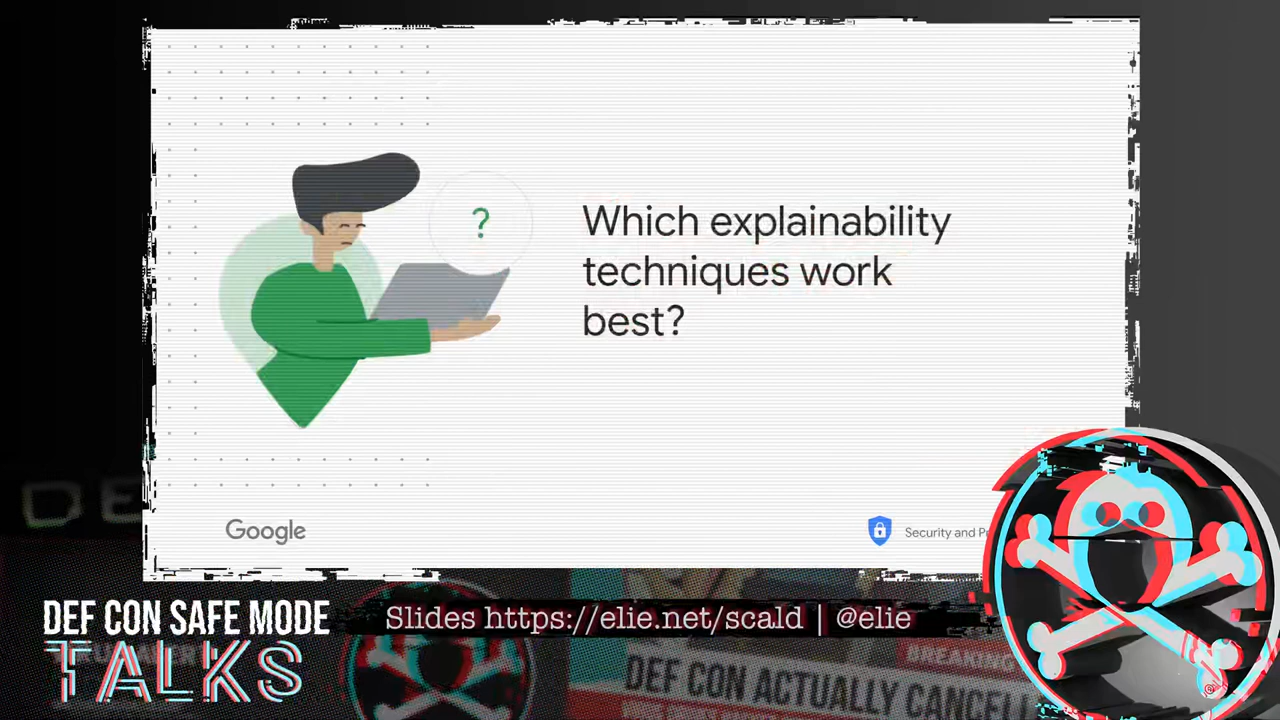 ?
Which explainability
techniques work
best?
Google
Security and
DEF CON SAFE MODE
TALKS
Slides https://elie.net/scald | @elie
BREAKING
DEF CON ACTUALLY